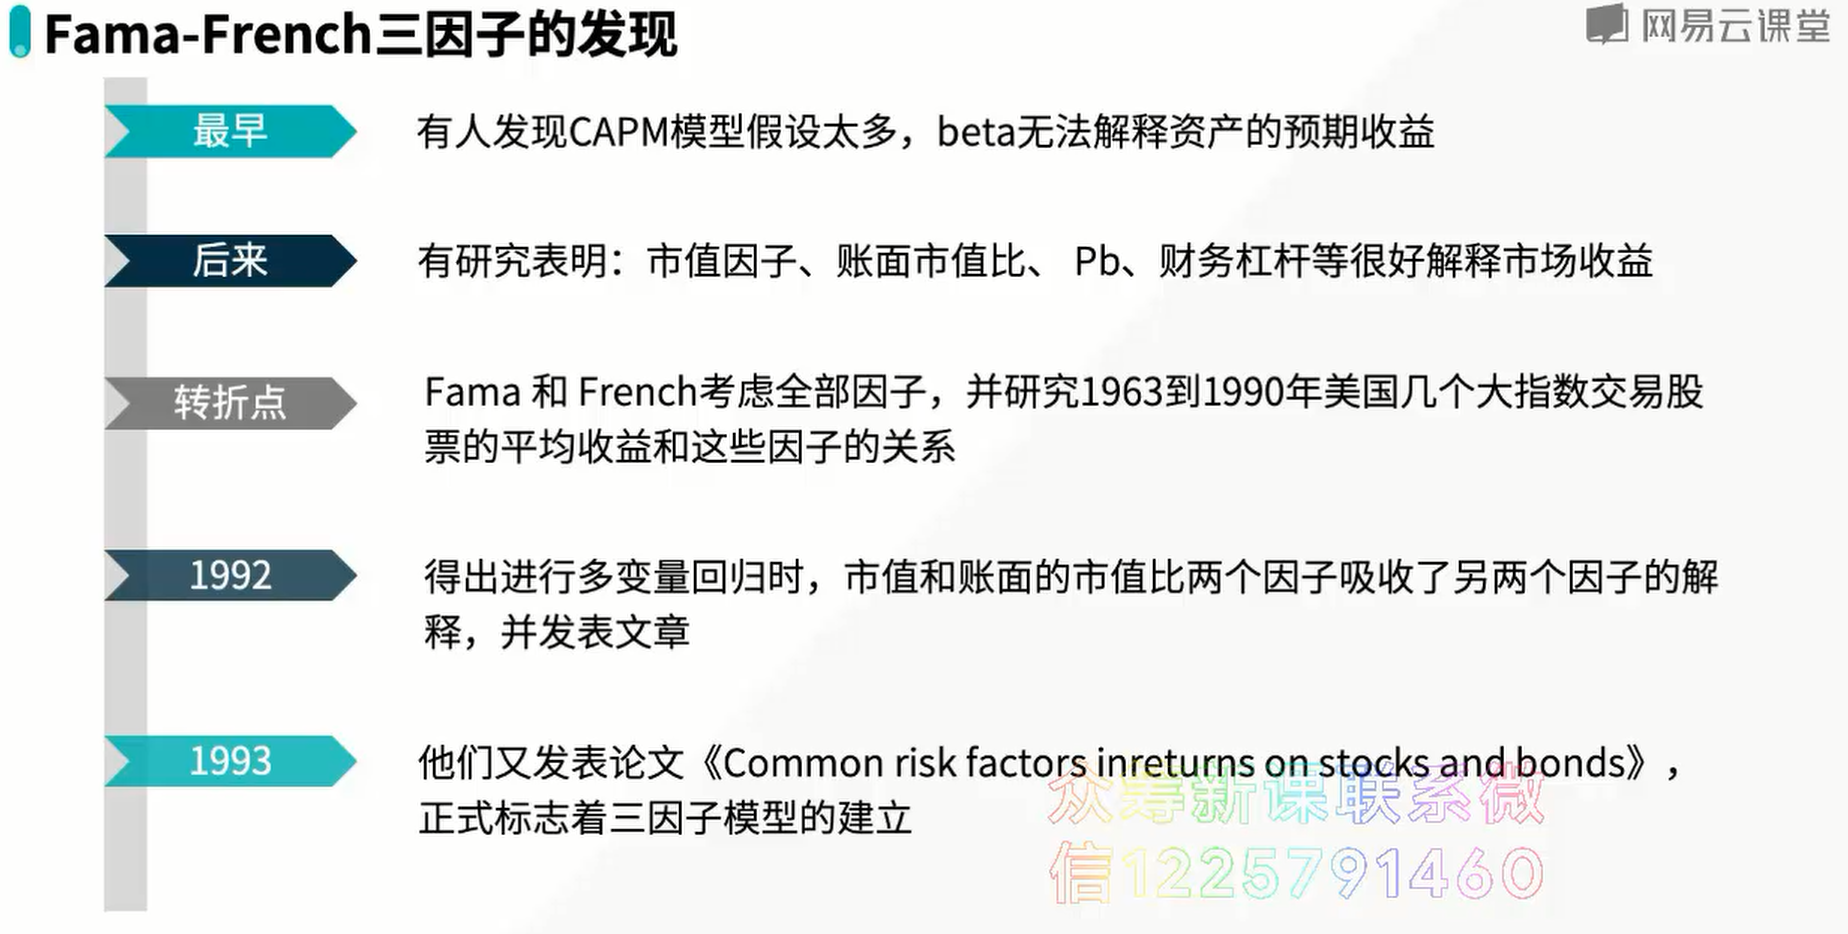 Fama-French三因子的发现
网易云课堂
最早
有人发现CAPM模型假设太多，beta无法解释资产的预期收益
后来
有研究表明：市值因子、账面市值比、 Pb、财务杠杆等很好解释市场收益
转折点
Fama 和 French考虑全部因子，并研究1963到1990年美国几个大指数交易股
票的平均收益和这些因子的关系
1992
得出进行多变量回归时，市值和账面的市值比两个因子吸收了另两个因子的解
释，并发表文章
1993
他们又发表论文《Common risk factors inreturns on stocks and bonds》，
正式标志着三因子模型的建立
众筹新课联系微
信1225791460